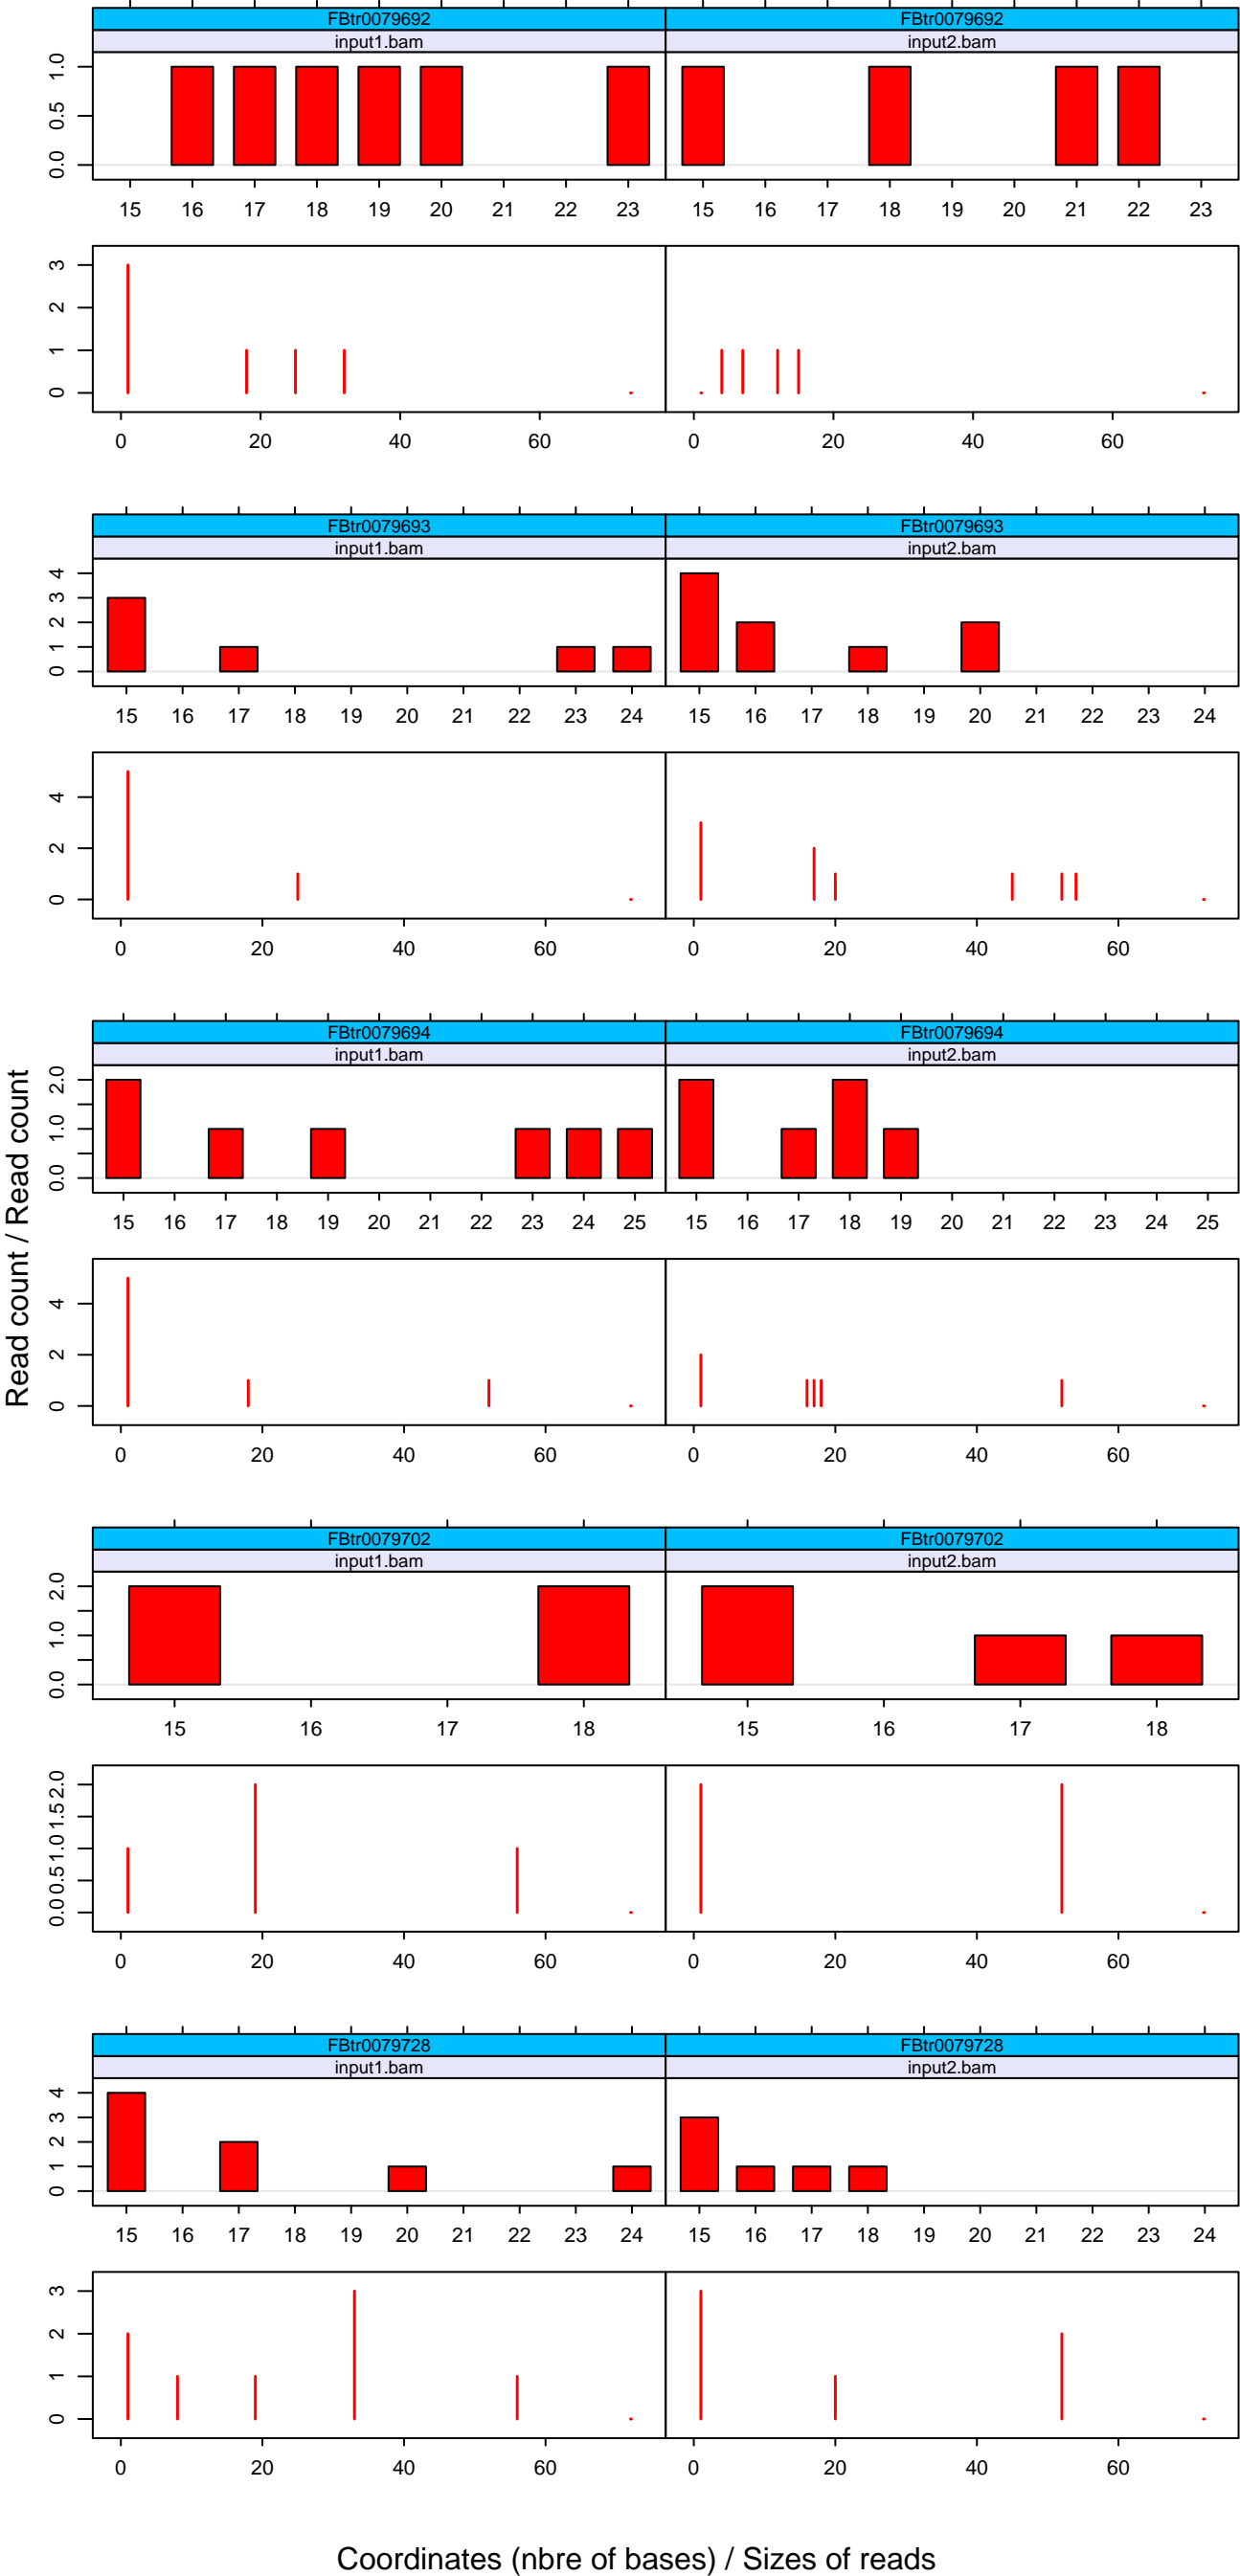 FBtr0079692 FBtr0079692
input1.bam input2.bam
0.0 0.5 1.0
15 16 17 18 19 20 21 22 23 15 16 17 18 19 20 21 22 23
0 1 2 3
0 20 40 60 0 20 40 60
FBtr0079693 FBtr0079693
input1.bam input2.bam
0 1 2 3 4
15 16 17 18 19 20 21 22 23 24 15 16 17 18 19 20 21 22 23 24
0 2 4
0 20 40 60 0 20 40 60
FBtr0079694 FBtr0079694
input1.bam input2.bam
0.0 1.0 2.0
15 16 17 18 19 20 21 22 23 24 25 15 16 17 18 19 20 21 22 23 24 25
0 2 4
0 20 40 60 0 20 40 60
Read count / Read count
FBtr0079702 FBtr0079702
input1.bam input2.bam
0.0 1.0 2.0
15 16 17 18 15 16 17 18
0.0 0.5 1.0 1.5 2.0
0 20 40 60 0 20 40 60
FBtr0079728 FBtr0079728
input1.bam input2.bam
0 1 2 3 4
15 16 17 18 19 20 21 22 23 24 15 16 17 18 19 20 21 22 23 24
0 1 2 3
0 20 40 60 0 20 40 60
Coordinates (nbre of bases) / Sizes of reads